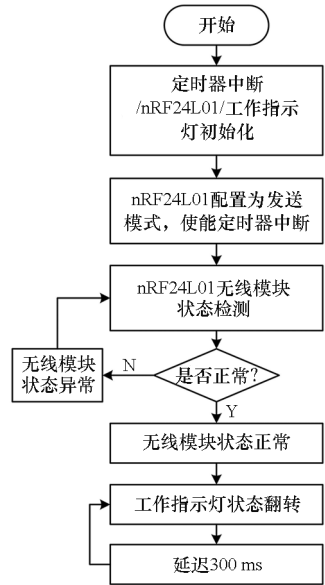 开始
定时器中断
/nRF24L01/工作指示
灯初始化
nRF24L01配置为发送
模式，使能定时器中断
nRF24L01无线模块
状态检测
无线模块
状态异常
N
是否正常?
Y
无线模块状态正常
工作指示灯状态翻转
延迟300 ms